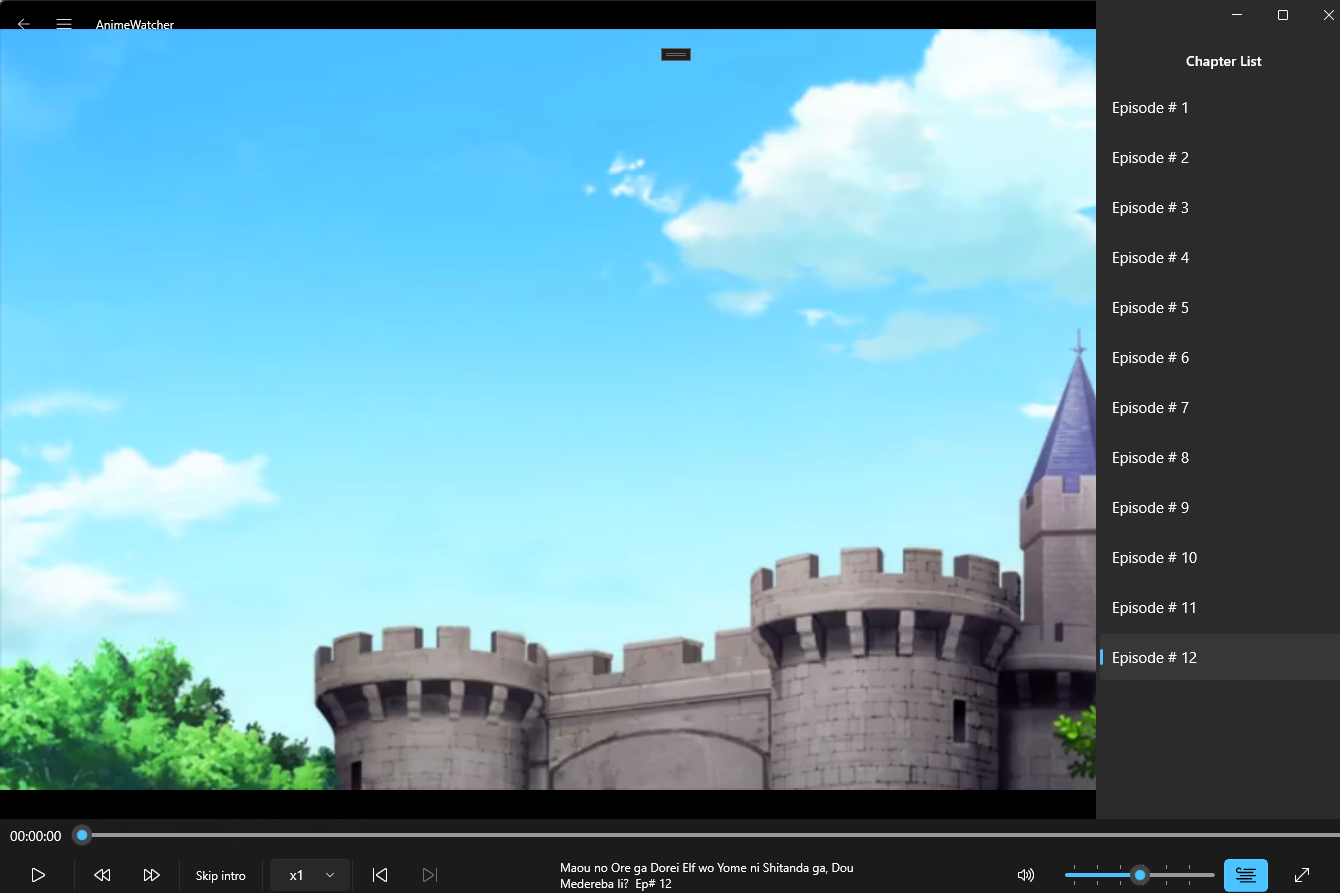 AnimeWatcher
Chapter List
Episode # 1
Episode # 2
Episode # 3
Episode # 4
Episode # 5
Episode # 6
Episode # 7
Episode # 8
Episode # 9
Episode # 10
Episode # 11
Episode # 12
00:00:00
Skip intro
x1
Maou no Ore ga Dorei Elf wo Yome ni Shitanda ga, Dou
Medereba Ii?  Ep# 12